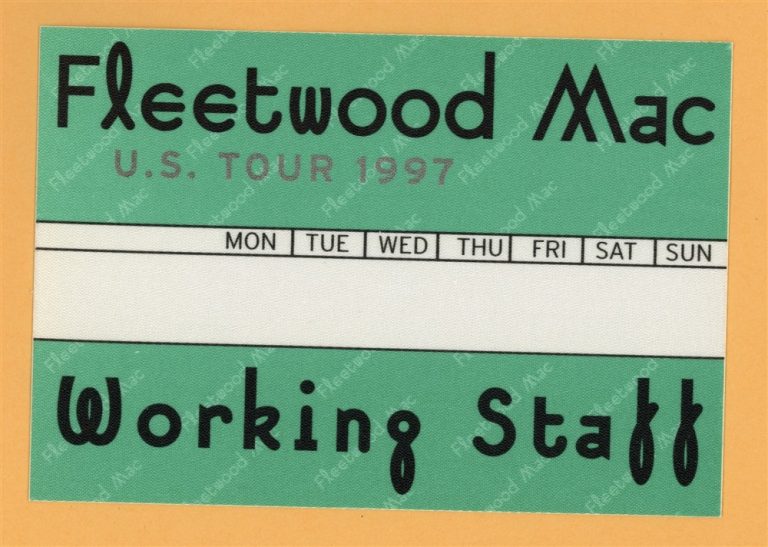 Fleetwood Mac
U.S. TOUR 1997
MON TUE WED THU FRI SAT SUN
Working Staff